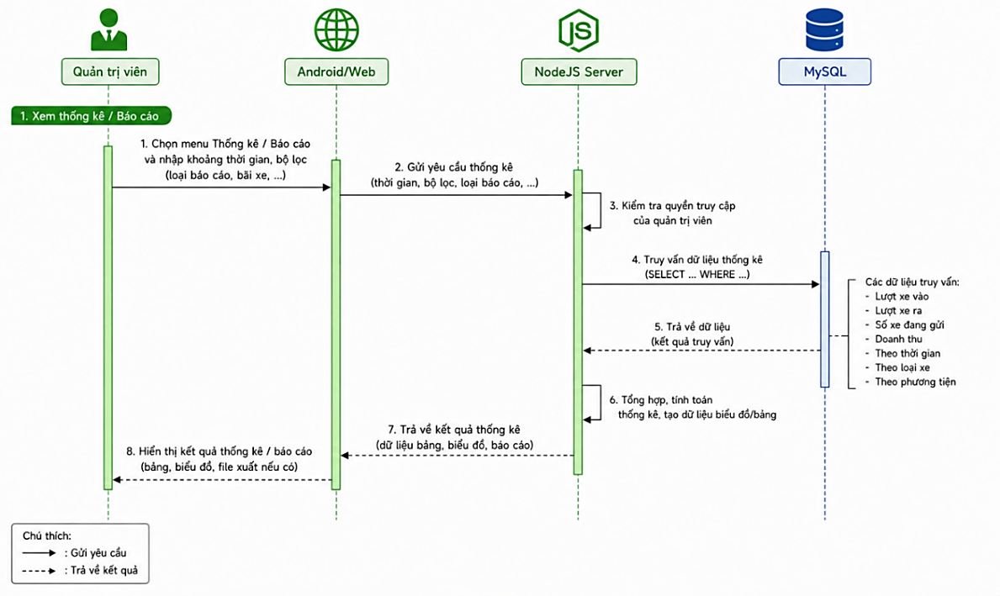 JS
Quản trị viên
Android/Web
NodeJS Server
MySQL
1. Xem thống kê / Báo cáo
1. Chọn menu Thống kê / Báo cáo
và nhập khoảng thời gian, bộ lọc
(loại báo cáo, bãi xe, ...)
2. Gửi yêu cầu thống kê
(thời gian, bộ lọc, loại báo cáo, ...)
3. Kiểm tra quyền truy cập
của quản trị viên
4. Truy vấn dữ liệu thống kê
(SELECT ... WHERE ...)
Các dữ liệu truy vấn:
- Lượt xe vào
- Lượt xe ra
- Số xe đang gửi
- Doanh thu
- Theo thời gian
- Theo loại xe
- Theo phương tiện
5. Trả về dữ liệu
(kết quả truy vấn)
6. Tổng hợp, tính toán
thống kê, tạo dữ liệu biểu đồ/bảng
7. Trả về kết quả thống kê
(dữ liệu bảng, biểu đồ, báo cáo)
8. Hiển thị kết quả thống kê / báo cáo
(bảng, biểu đồ, file xuất nếu có)
Chú thích:
: Gửi yêu cầu
: Trả về kết quả